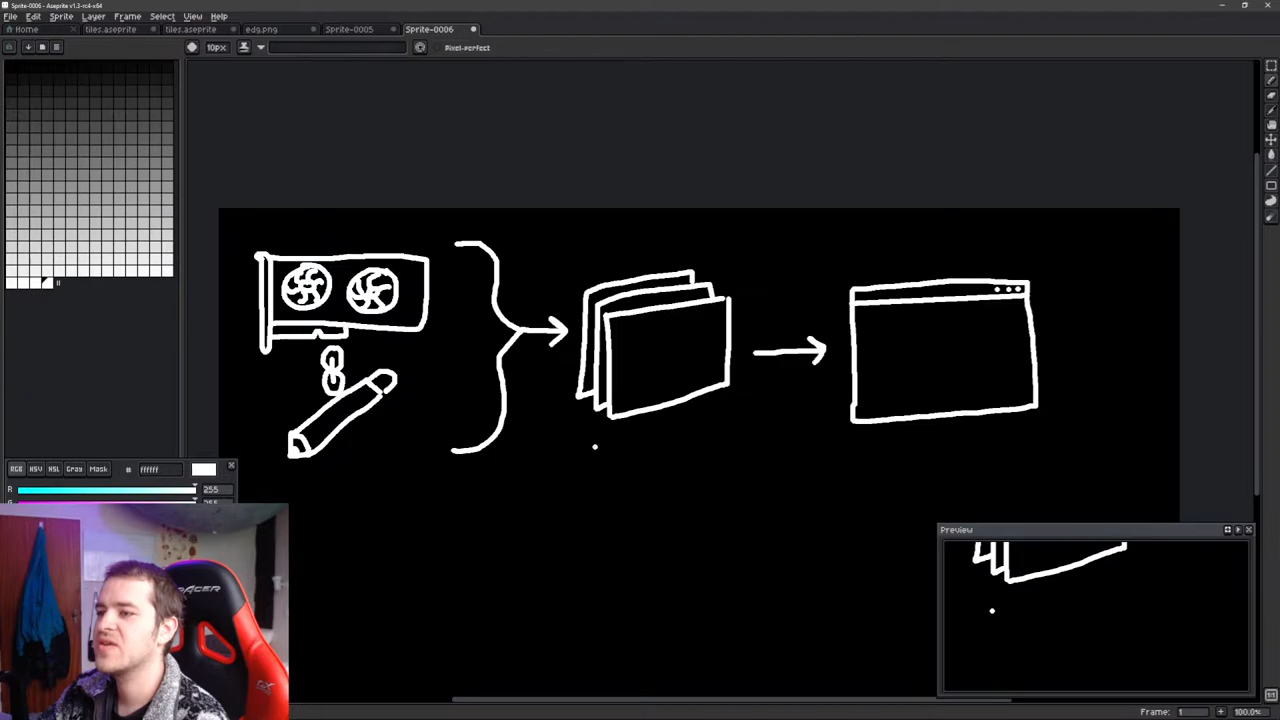 Sprite-0006 - Aseprite v1.3-rc4-x64
File Edit Sprite Layer Frame Select View Help
Home tiles.aseprite tiles.aseprite edg.png Sprite-0005 Sprite-0006
10px Pixel-perfect
RGB HSV HSL Gray Mask # ffffff
R 255
255
Preview
PACER
Frame: 1 100.0%